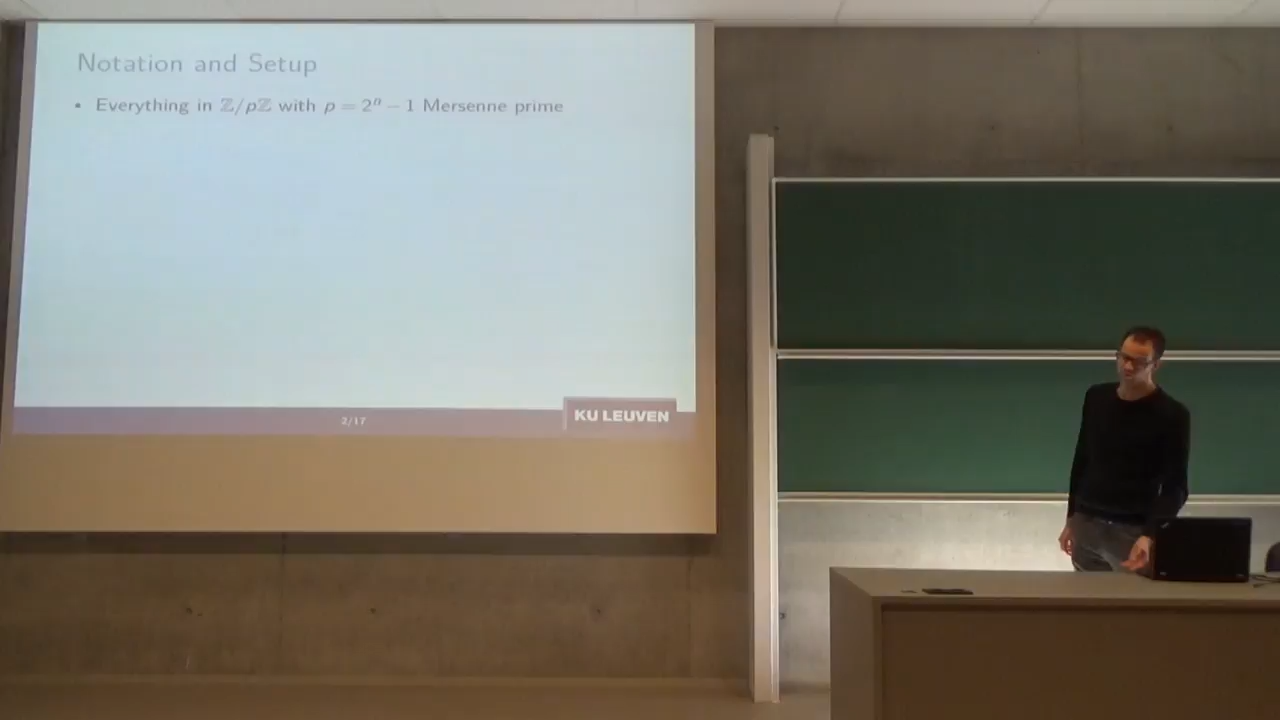 Notation and Setup
• Everything in ℤ/pℤ with p = 2ⁿ − 1 Mersenne prime
2/17
KU LEUVEN